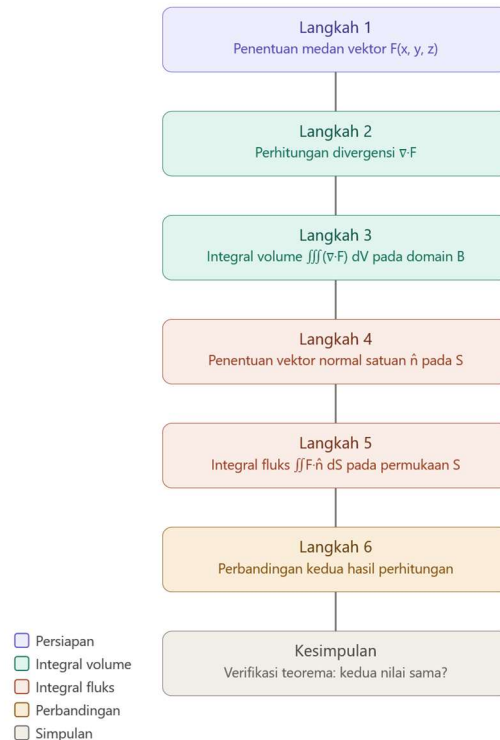 Langkah 1
Penentuan medan vektor F(x, y, z)
Langkah 2
Perhitungan divergensi ∇·F
Langkah 3
Integral volume ∭(∇·F) dV pada domain B
Langkah 4
Penentuan vektor normal satuan n̂ pada S
Langkah 5
Integral fluks ∬F·n̂ dS pada permukaan S
Langkah 6
Perbandingan kedua hasil perhitungan
Kesimpulan
Verifikasi teorema: kedua nilai sama?
Persiapan
Integral volume
Integral fluks
Perbandingan
Simpulan